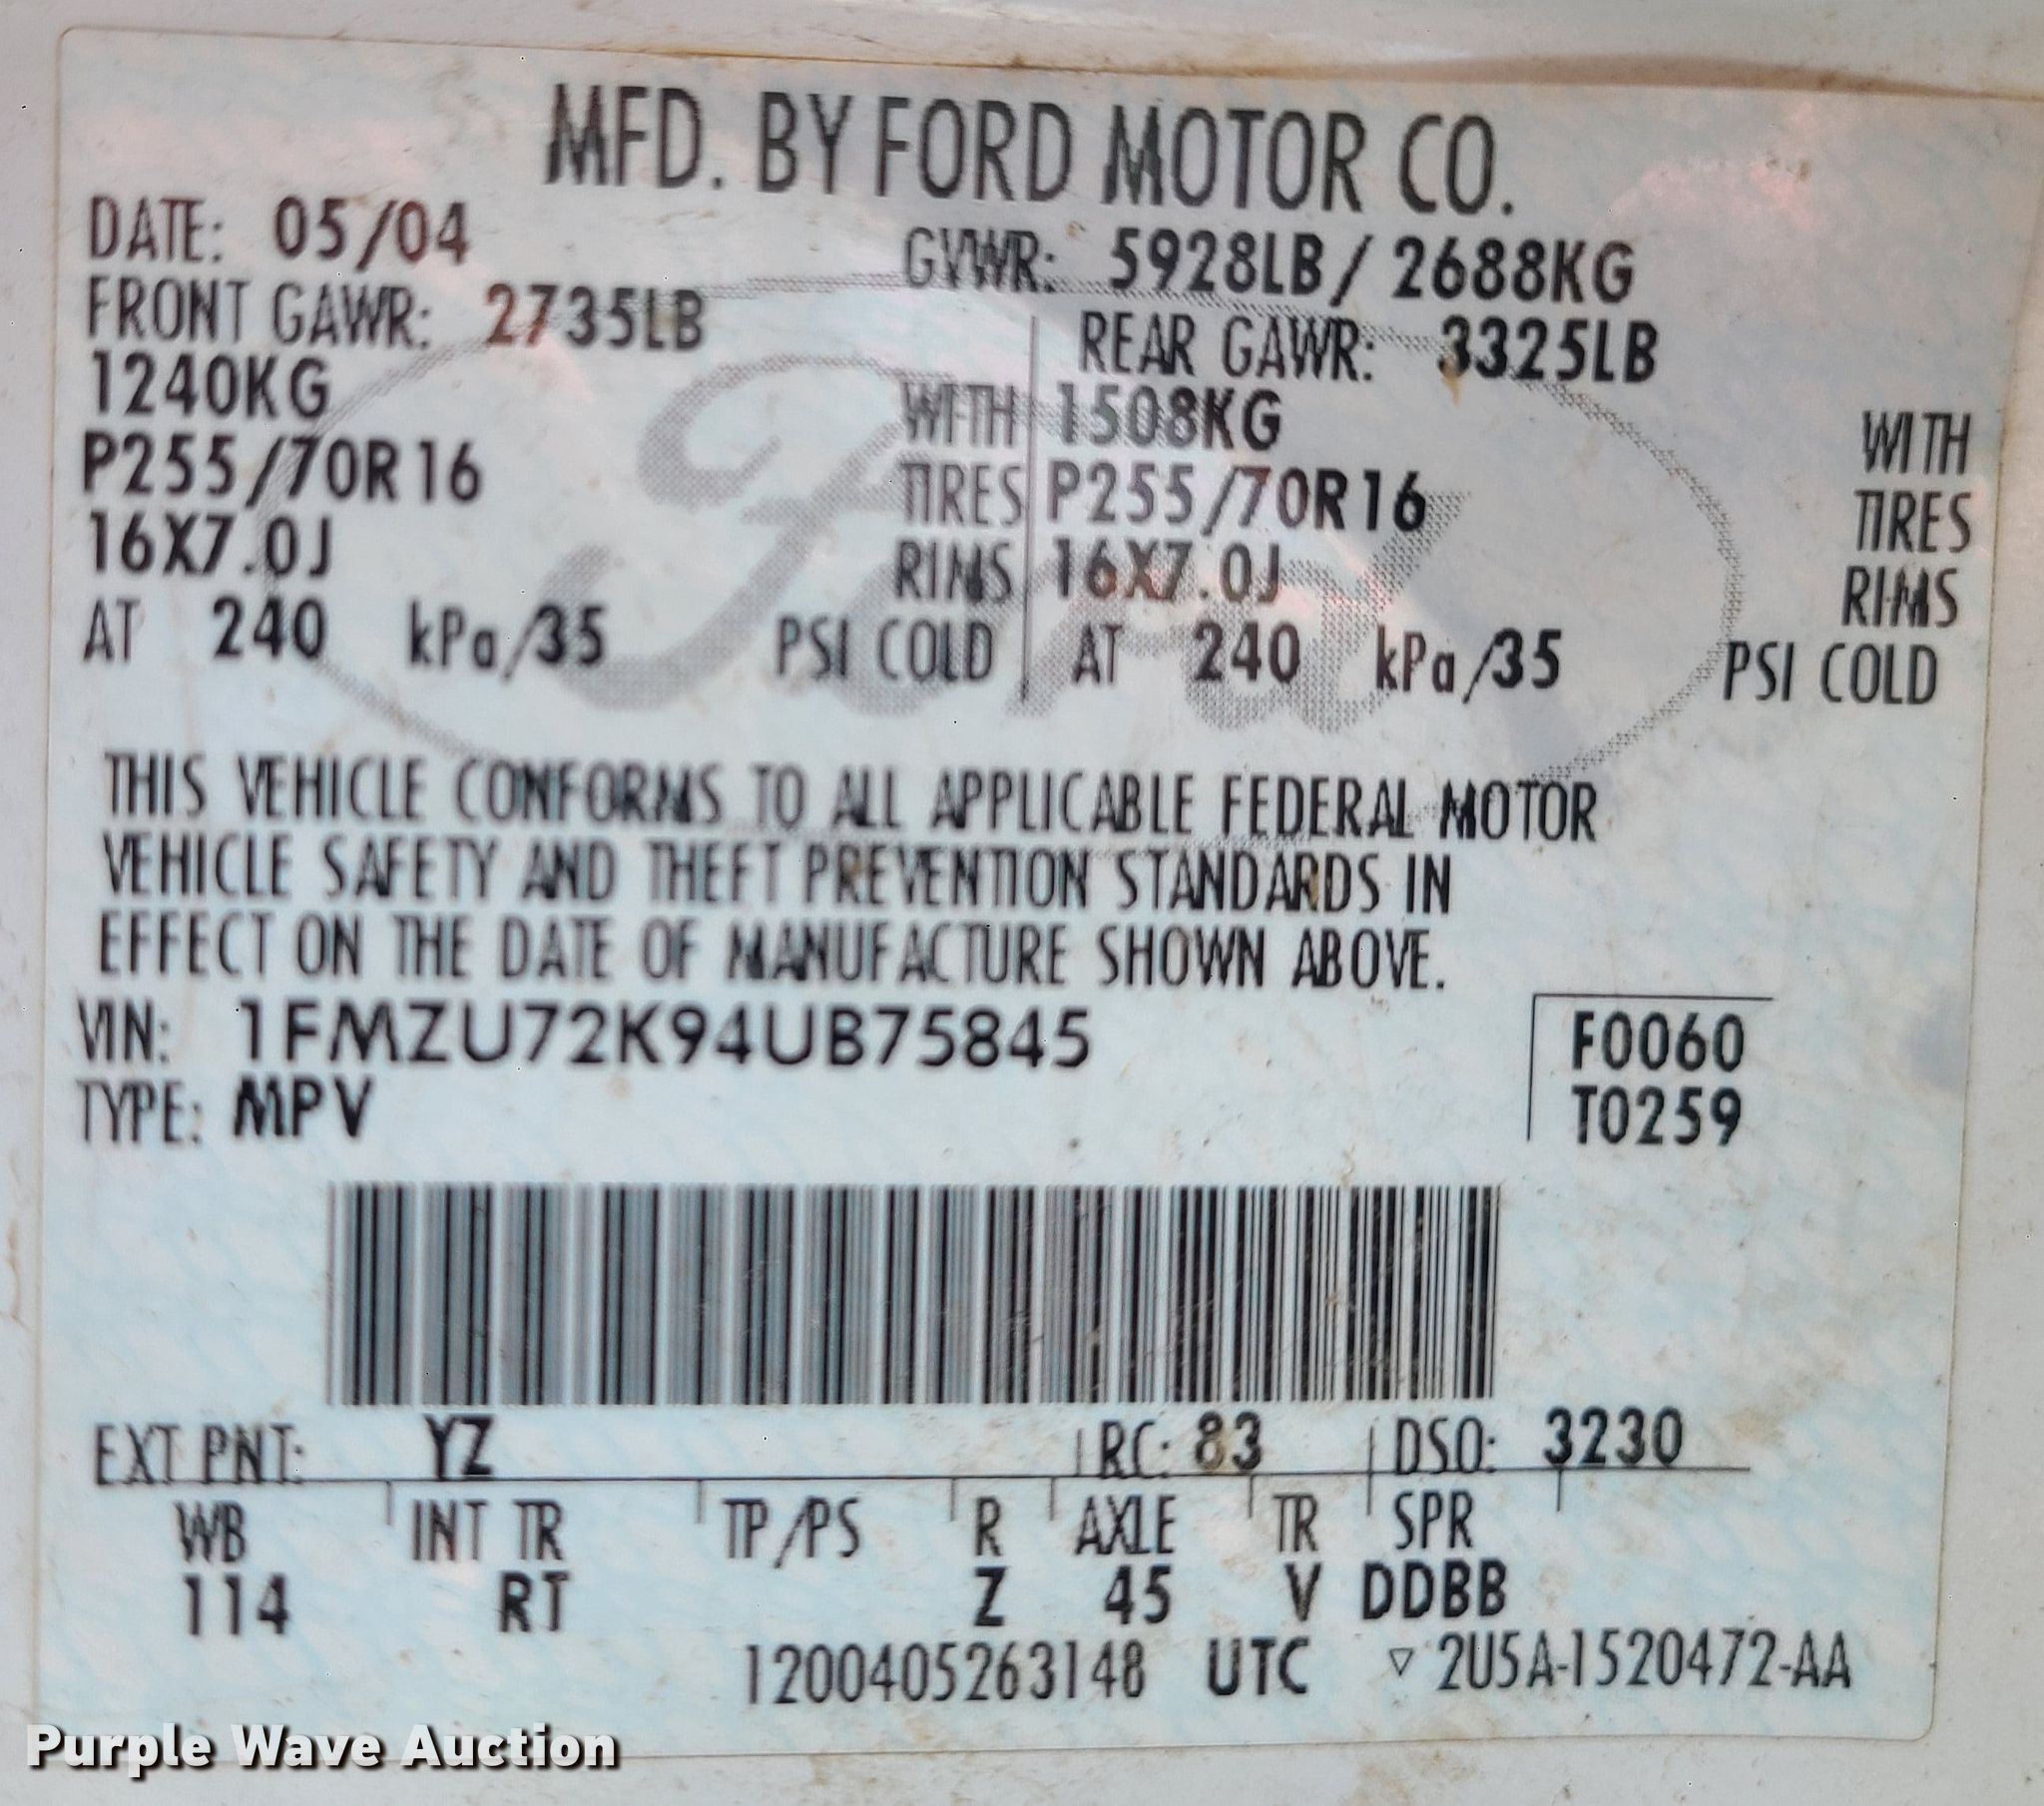 MFD. BY FORD MOTOR CO.
DATE: 05/04 GVWR: 5928LB/ 2688KG
FRONT GAWR: 2735LB REAR GAWR: 3325LB
1240KG WITH 1508KG WITH
P255/70R16 TIRES P255/70R16 TIRES
16X7.0J RIMS 16X7.0J RIMS
AT 240 kPa/35 PSI COLD AT 240 kPa/35 PSI COLD
Ford
THIS VEHICLE CONFORMS TO ALL APPLICABLE FEDERAL MOTOR
VEHICLE SAFETY AND THEFT PREVENTION STANDARDS IN
EFFECT ON THE DATE OF MANUFACTURE SHOWN ABOVE.
VIN: 1FMZU72K94UB75845 F0060
TYPE: MPV T0259
EXT PNT: YZ RC: 83 DSO: 3230
WB INT TR TP/PS R AXLE TR SPR
114 RT Z 45 V DDBB
1200405263148 UTC ▽ 2U5A-1520472-AA
Purple Wave Auction